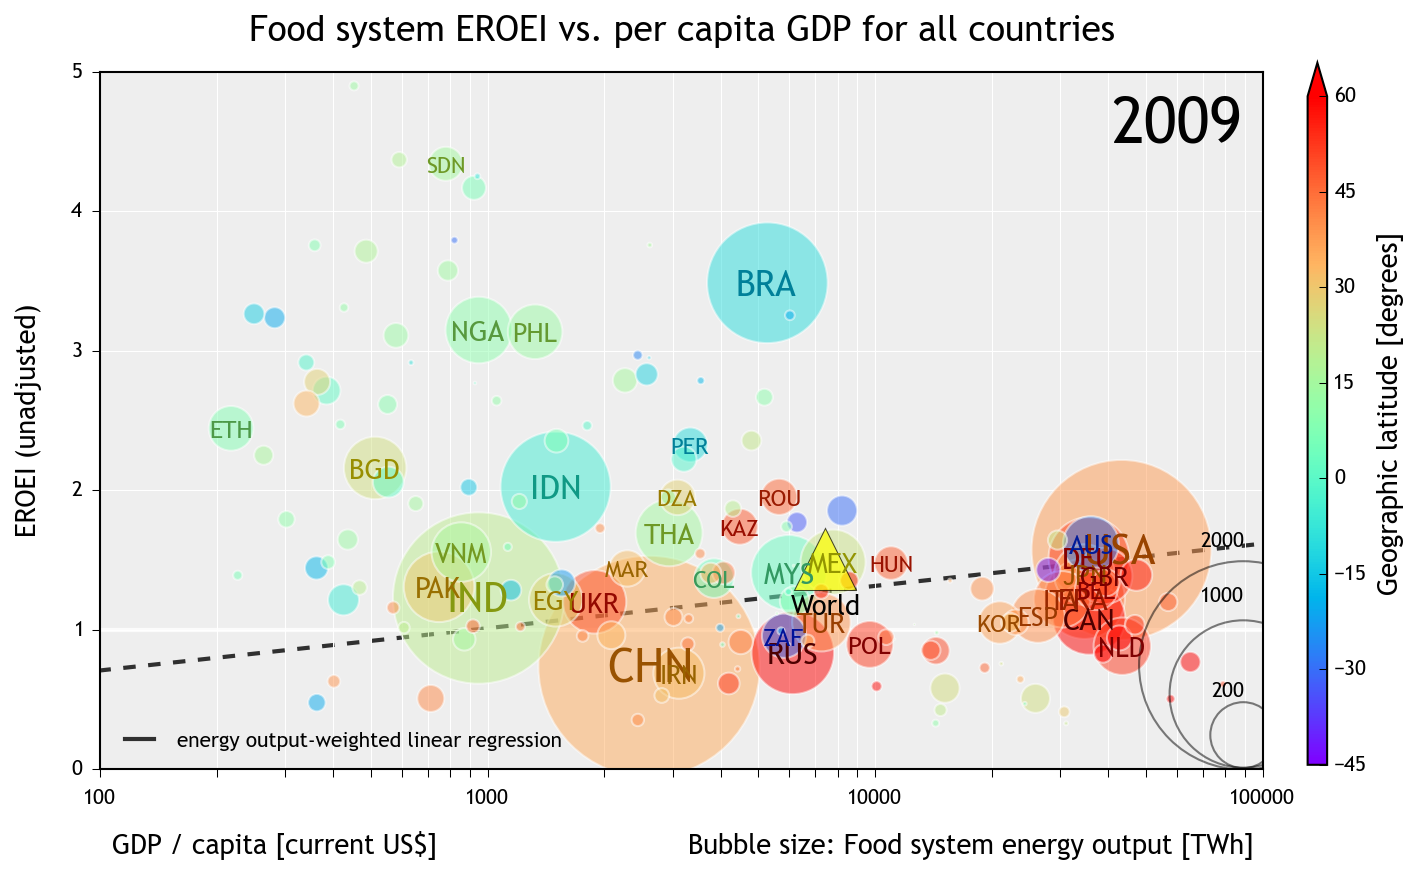 Food system EROEI vs. per capita GDP for all countries
2009
5
4
3
2
1
0
EROEI (unadjusted)
SDN
BRA
NGA
PHL
ETH
BGD
IDN
PER
DZA
ROU
THA
KAZ
VNM
PAK
IND
MAR
COL
MYS
MEX
HUN
EGY
UKR
World
TUR
ZAF
RUS
POL
CHN
IRN
AUS
USA
DEU
GBR
JPN
BEL
ITA
FRA
CAN
KOR
ESP
NLD
2000
1000
200
energy output-weighted linear regression
100
1000
10000
100000
GDP / capita [current US$]
Bubble size: Food system energy output [TWh]
60
45
30
15
0
−15
−30
−45
Geographic latitude [degrees]